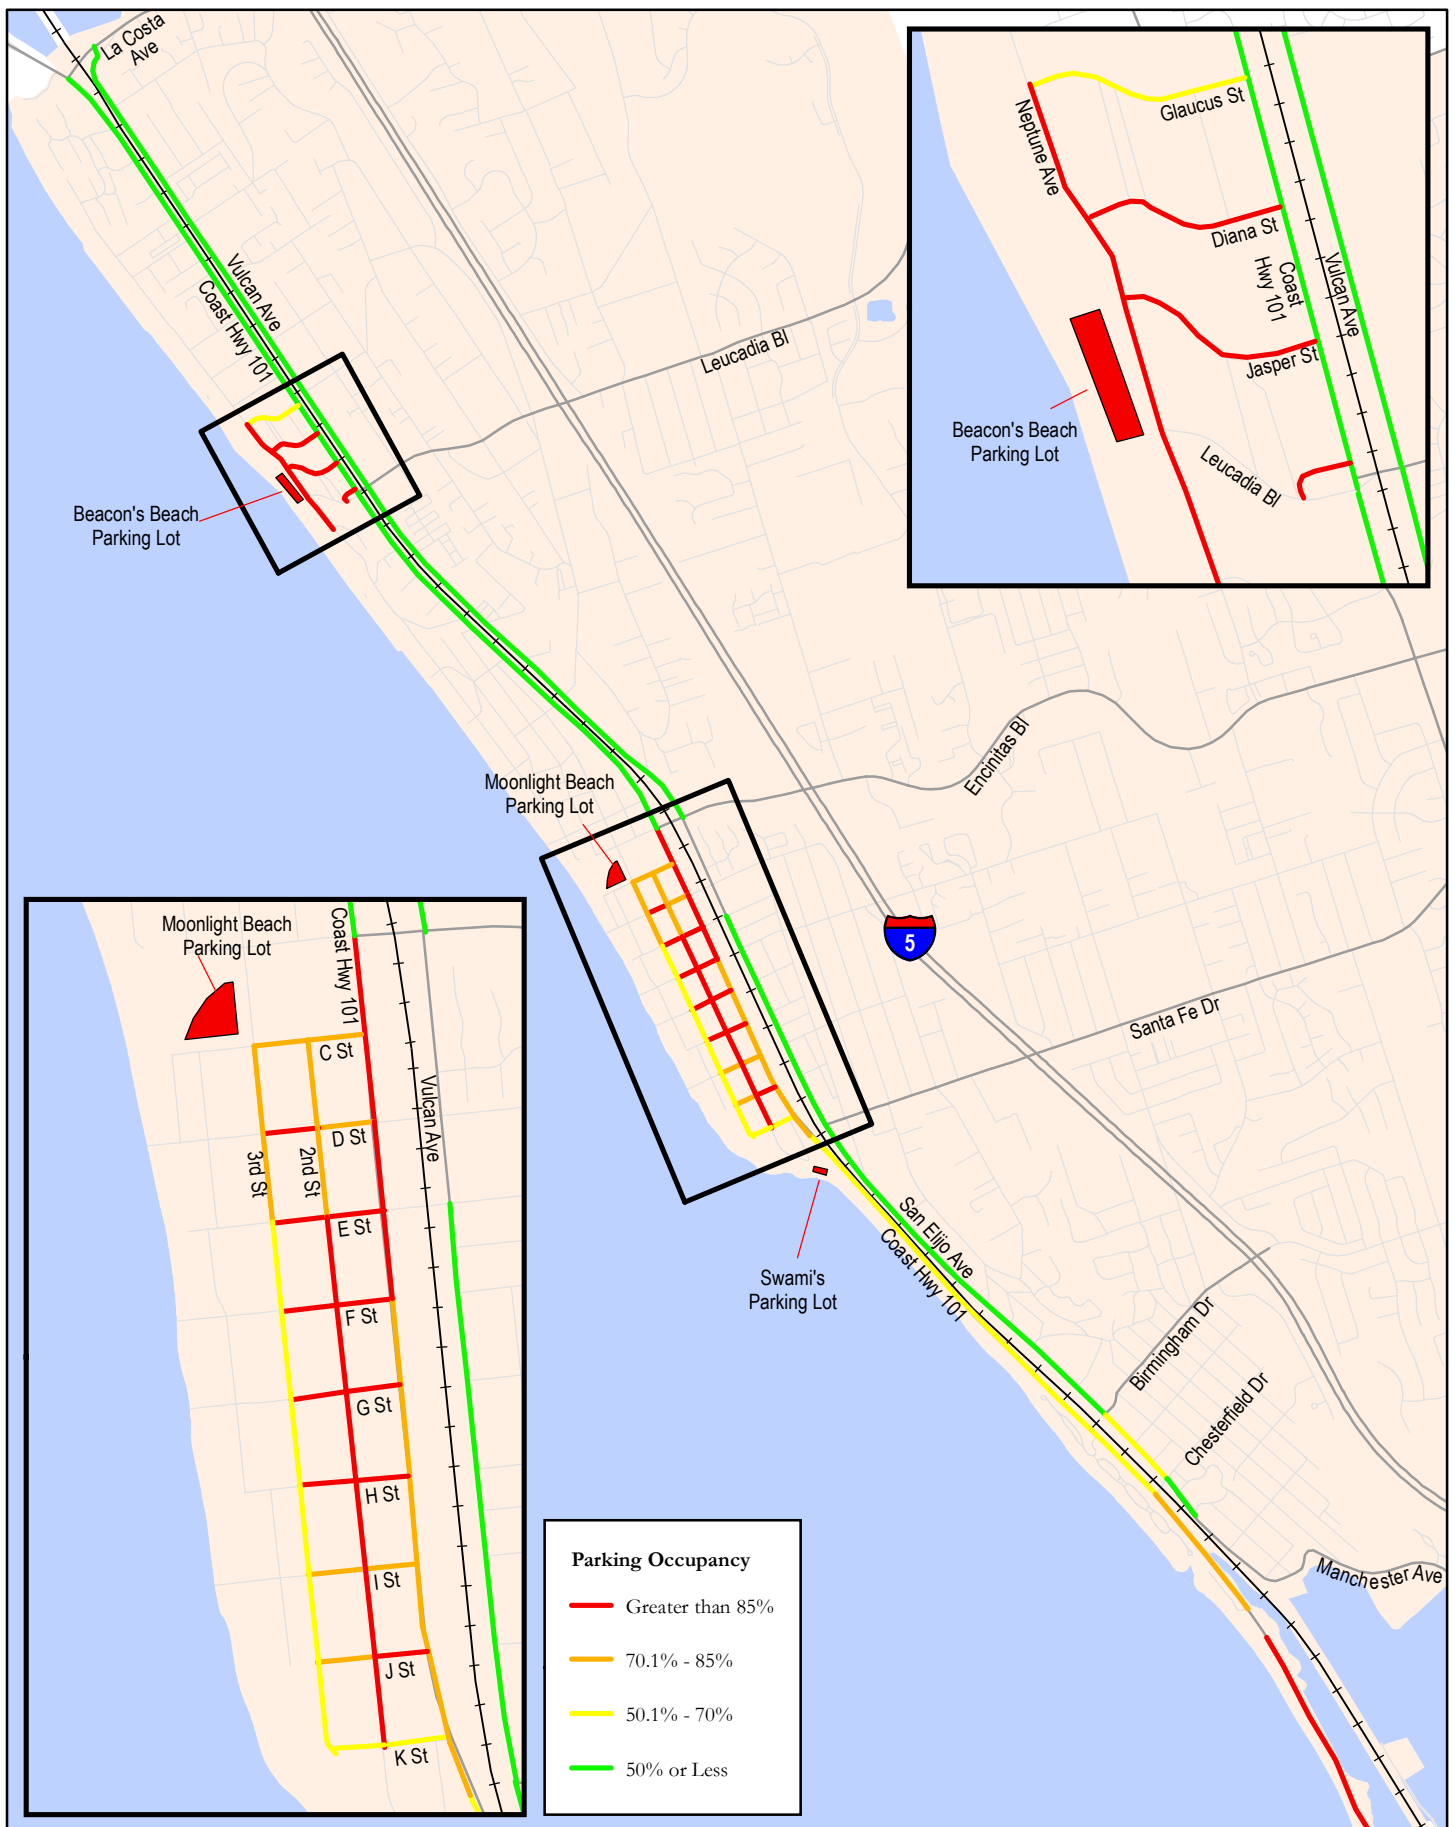 La Costa
Ave
Vulcan Ave
Coast Hwy 101
Leucadia Bl
Beacon's Beach
Parking Lot
Glaucus St
Neptune Ave
Diana St
Coast
Hwy 101
Vulcan Ave
Jasper St
Beacon's Beach
Parking Lot
Leucadia Bl
Encinitas Bl
Moonlight Beach
Parking Lot
5
Santa Fe Dr
Swami's
Parking Lot
San Elijo Ave
Coast Hwy 101
Birmingham Dr
Chesterfield Dr
Manchester Ave
Moonlight Beach
Parking Lot
Coast Hwy 101
C St
Vulcan Ave
D St
3rd St
2nd St
E St
F St
G St
H St
I St
J St
K St
Parking Occupancy
Greater than 85%
70.1% - 85%
50.1% - 70%
50% or Less